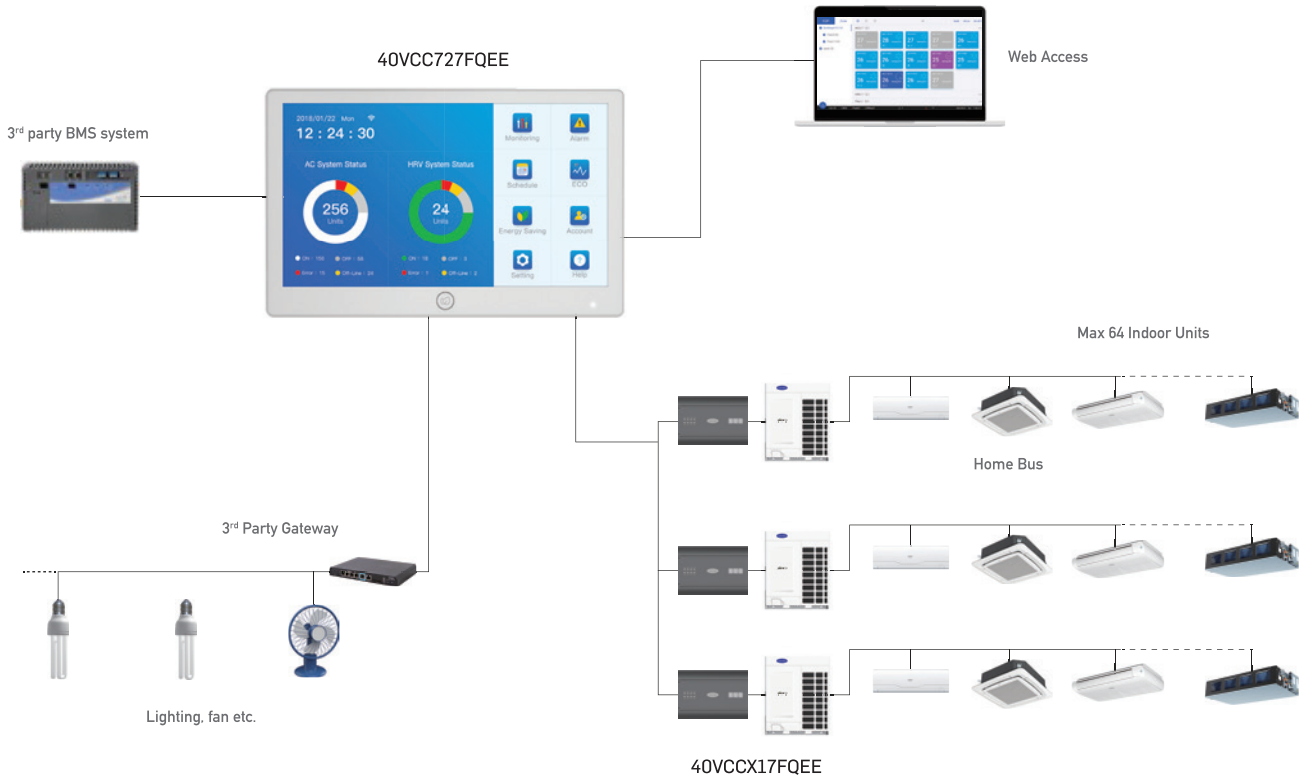 40VCC727FQEE
Web Access
3rd party BMS system
2018/01/22 Mon
12 : 24 : 30
AC System Status
HRV System Status
256
Units
24
Units
Monitoring
Alarm
Schedule
ECO
Energy Saving
Account
Setting
Help
Max 64 Indoor Units
Home Bus
3rd Party Gateway
Lighting, fan etc.
40VCCX17FQEE